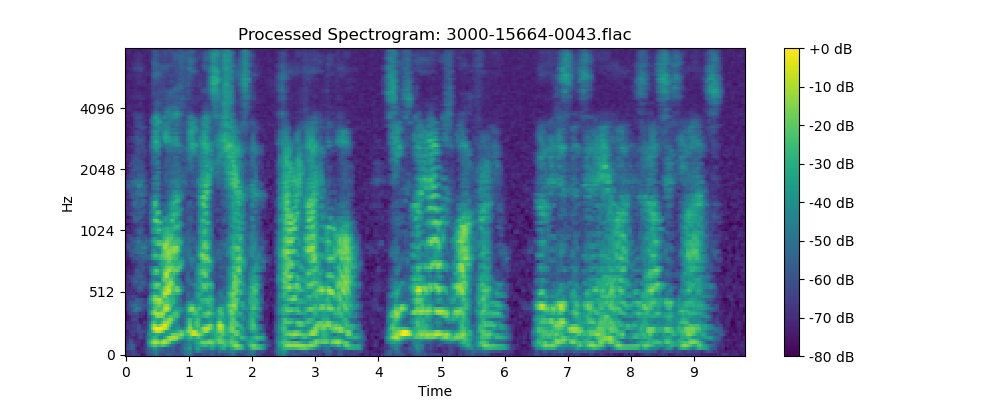 Processed Spectrogram: 3000-15664-0043.flac
Hz
4096
2048
1024
512
0
0 1 2 3 4 5 6 7 8 9
Time
+0 dB
-10 dB
-20 dB
-30 dB
-40 dB
-50 dB
-60 dB
-70 dB
-80 dB